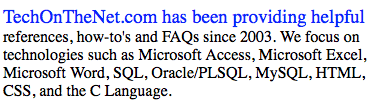 TechOnTheNet.com has been providing helpful
references, how-to's and FAQs since 2003. We focus on
technologies such as Microsoft Access, Microsoft Excel,
Microsoft Word, SQL, Oracle/PLSQL, MySQL, HTML,
CSS, and the C Language.